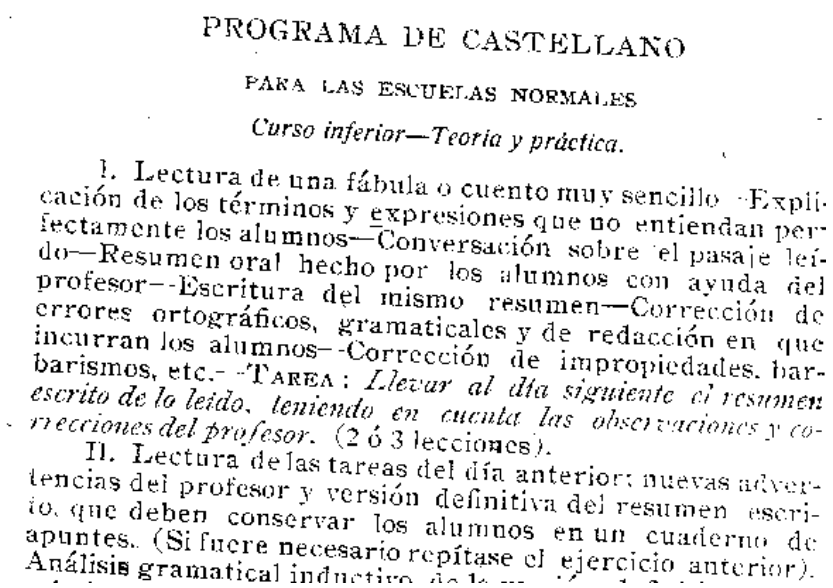 PROGRAMA DE CASTELLANO
PARA LAS ESCUELAS NORMALES
Curso inferior—Teoría y práctica.
I. Lectura de una fábula o cuento muy sencillo--Expli-
cación de los términos y expresiones que no entiendan per-
fectamente los alumnos—Conversación sobre el pasaje leí-
do—Resumen oral hecho por los alumnos con ayuda del
profesor--Escritura del mismo resumen—Corrección de
errores ortográficos, gramaticales y de redacción en que
incurran los alumnos--Corrección de impropiedades, bar-
barismos, etc.--TAREA: Llevar al día siguiente el resumen
escrito de lo leído, teniendo en cuenta las observaciones y co-
rrecciones del profesor. (2 ó 3 lecciones).
II. Lectura de las tareas del día anterior; nuevas adver-
tencias del profesor y versión definitiva del resumen escri-
to, que deben conservar los alumnos en un cuaderno de
apuntes. (Si fuere necesario repítase el ejercicio anterior).
Análisis gramatical inductivo